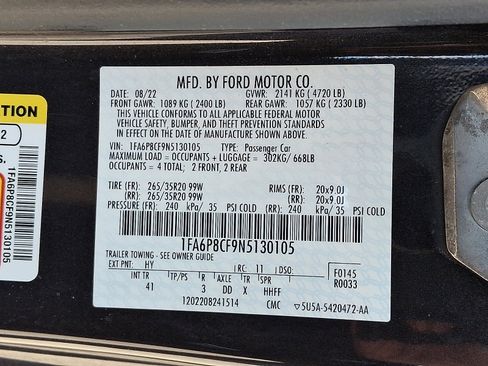 MFD. BY FORD MOTOR CO.
DATE: 08/22 GVWR: 2141 KG ( 4720 LB)
FRONT GAWR: 1089 KG ( 2400 LB) REAR GAWR: 1057 KG ( 2330 LB)
THIS VEHICLE CONFORMS TO ALL APPLICABLE FEDERAL MOTOR
VEHICLE SAFETY, BUMPER, AND THEFT PREVENTION STANDARDS
IN EFFECT ON THE DATE OF MANUFACTURE SHOWN ABOVE.
VIN: 1FA6P8CF9N5130105 TYPE: Passenger Car
MAXIMUM LOAD = OCCUPANTS + LUGGAGE = 302KG/ 668LB
OCCUPANTS = 4 TOTAL; 2 FRONT, 2 REAR
TIRE (FR): 265/35R20 99W RIMS (FR): 20x9.0J
(RR): 265/35R20 99W (RR): 20x9.0J
PRESSURE (FR): 240 kPa/ 35 PSI COLD (RR): 240 kPa/ 35 PSI COLD
1FA6P8CF9N5130105
TRAILER TOWING - SEE OWNER GUIDE
EXT PNT: HY RC: 11 DSO: F0145
INT TR TP/PS R AXLE TR SPR R0033
41 3 DD X HHFF
1202208241514 CMC 5U5A-5420472-AA
2
S.
1FA6P8CF9N5130105